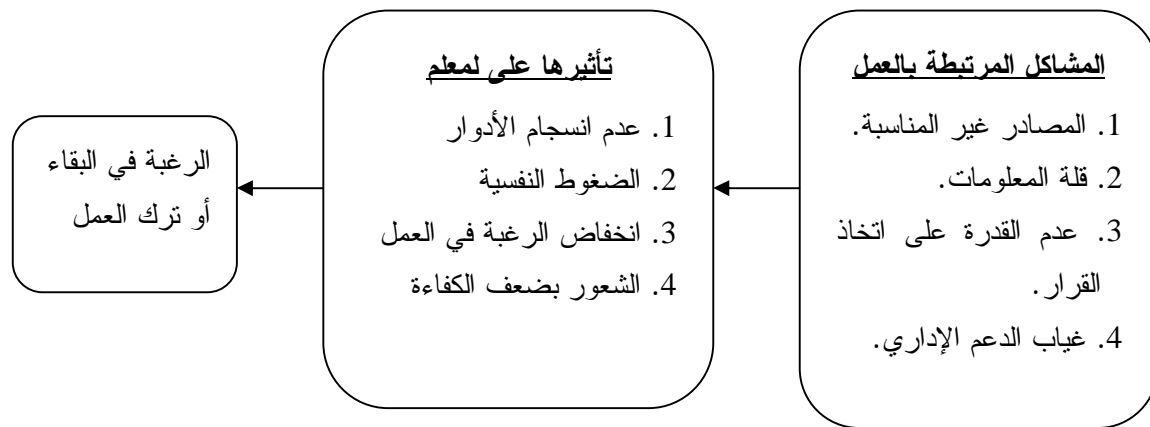 المشاكل المرتبطة بالعمل
1. المصادر غير المناسبة.
2. قلة المعلومات.
3. عدم القدرة على اتخاذ
القرار.
4. غياب الدعم الإداري.
تأثيرها على لمعلم
1. عدم انسجام الأدوار
2. الضغوط النفسية
3. انخفاض الرغبة في العمل
4. الشعور بضعف الكفاءة
الرغبة في البقاء
أو ترك العمل